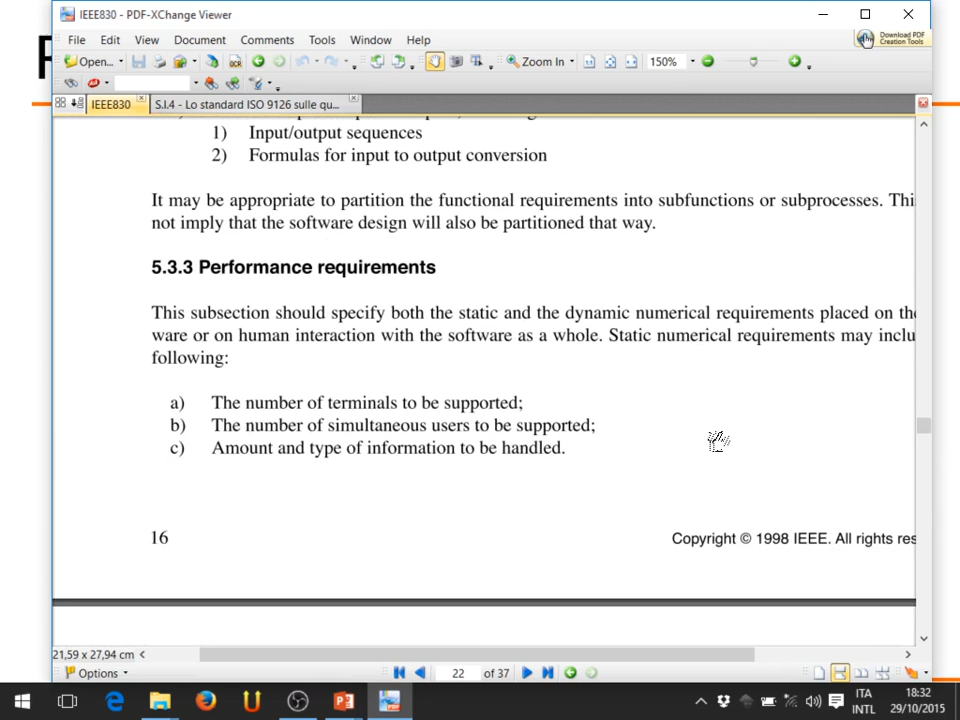 IEEE830 - PDF-XChange Viewer
File Edit View Document Comments Tools Window Help
Download PDF
Creation Tools
Open... OCR Zoom In 150%
IEEE830 S.I.4 - Lo standard ISO 9126 sulle qu...
1) Input/output sequences
2) Formulas for input to output conversion
It may be appropriate to partition the functional requirements into subfunctions or subprocesses. Thi
not imply that the software design will also be partitioned that way.
5.3.3 Performance requirements
This subsection should specify both the static and the dynamic numerical requirements placed on the
ware or on human interaction with the software as a whole. Static numerical requirements may inclu
following:
a) The number of terminals to be supported;
b) The number of simultaneous users to be supported;
c) Amount and type of information to be handled.
16 Copyright © 1998 IEEE. All rights res
21,59 x 27,94 cm
Options 22 of 37
ITA 18:32
INTL 29/10/2015